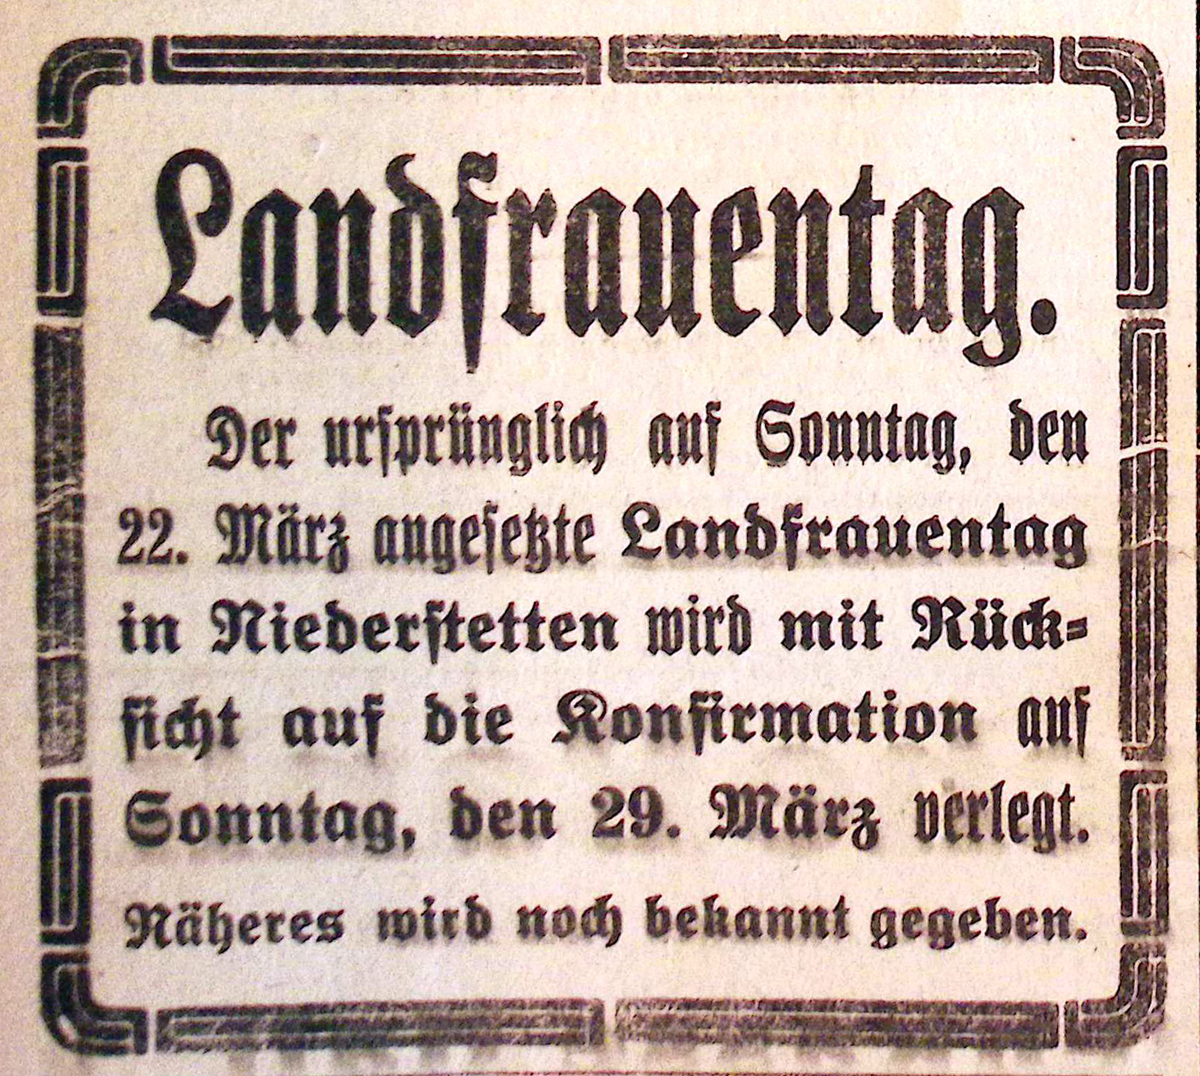 Landfrauentag.
Der ursprünglich auf Sonntag, den
22. März angesetzte Landfrauentag
in Niederstetten wird mit Rück-
sicht auf die Konfirmation auf
Sonntag, den 29. März verlegt.
Näheres wird noch bekannt gegeben.